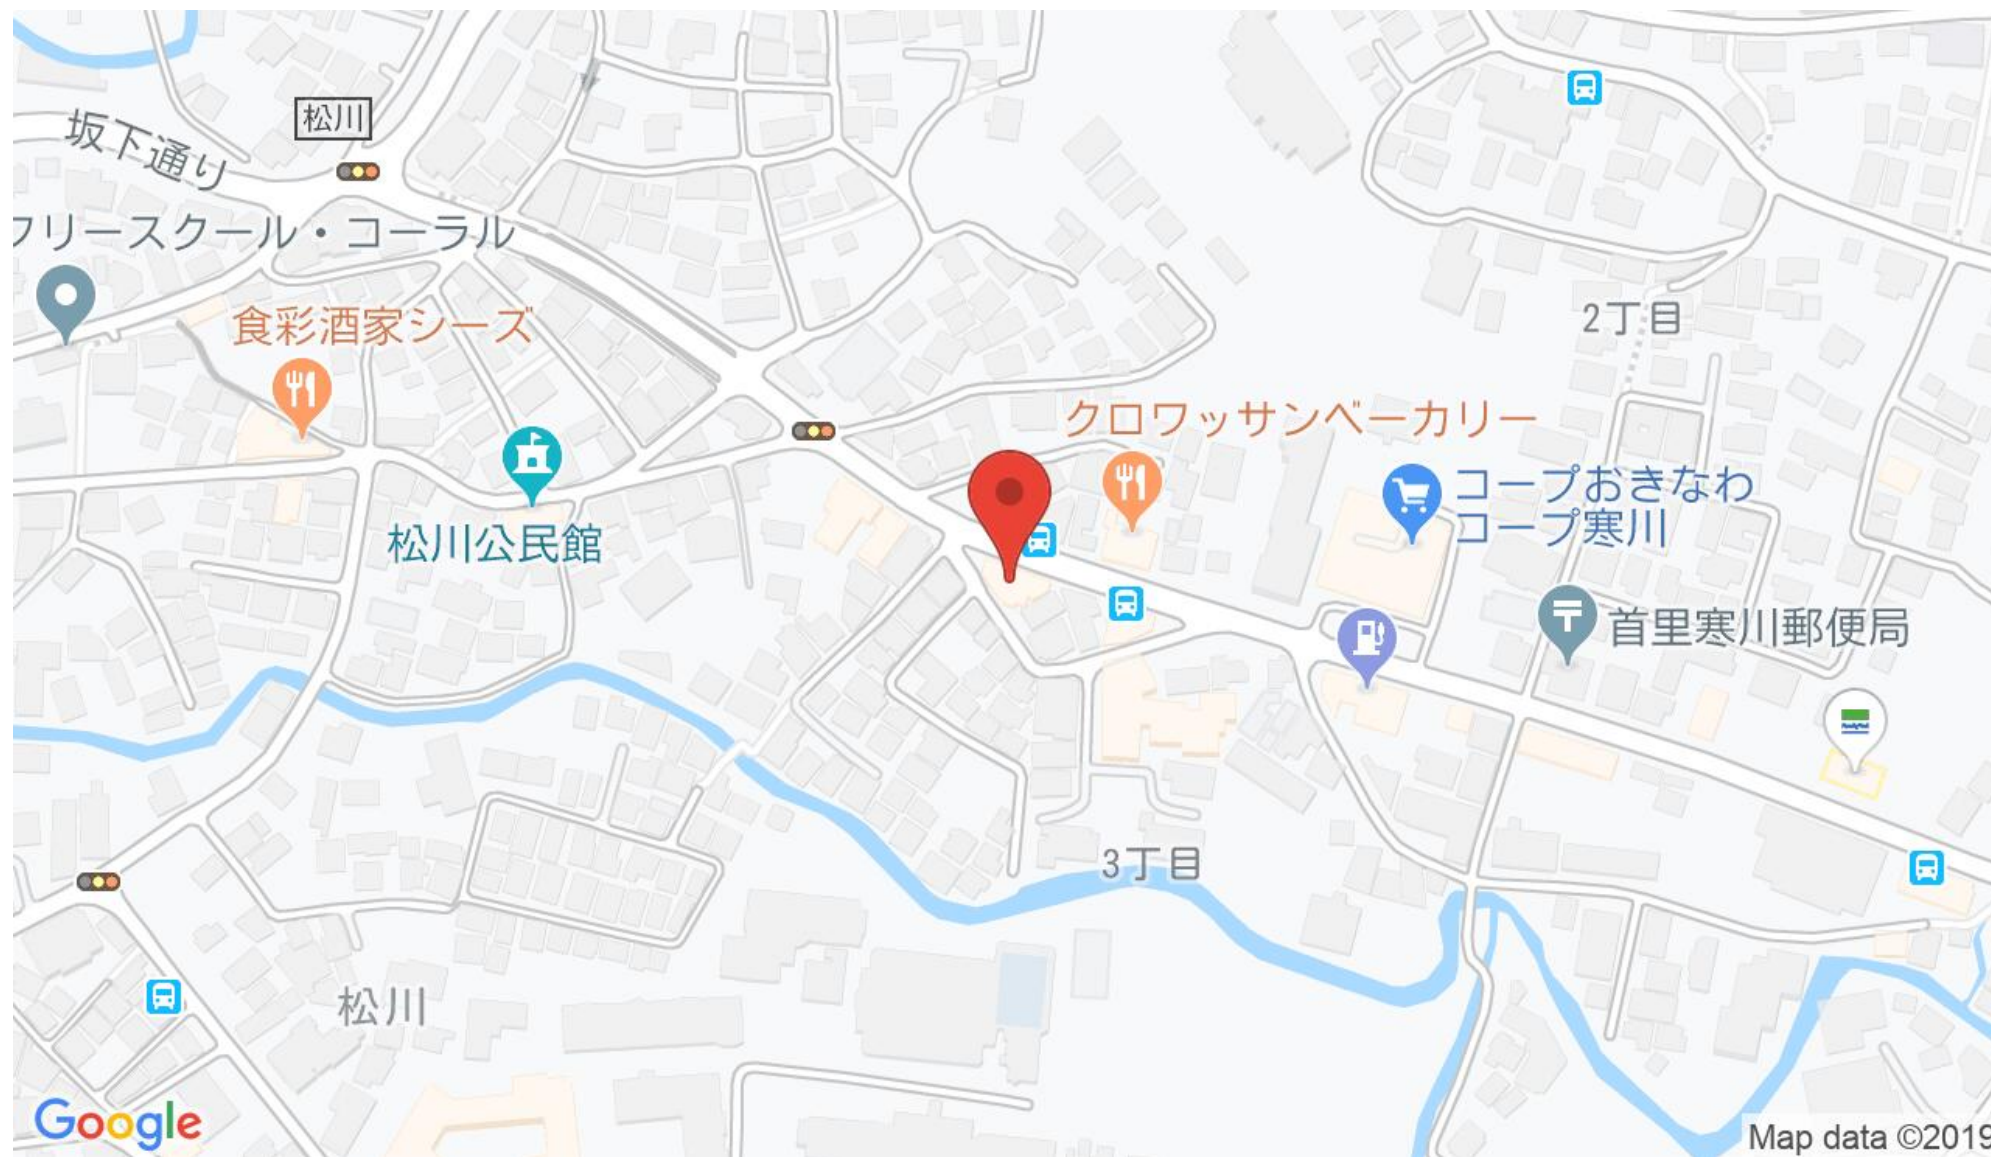 松川
坂下通り
フリースクール・コーラル
食彩酒家シーズ
2丁目
クロワッサンベーカリー
コープおきなわ
コープ寒川
松川公民館
首里寒川郵便局
3丁目
松川
Google
Map data ©2019